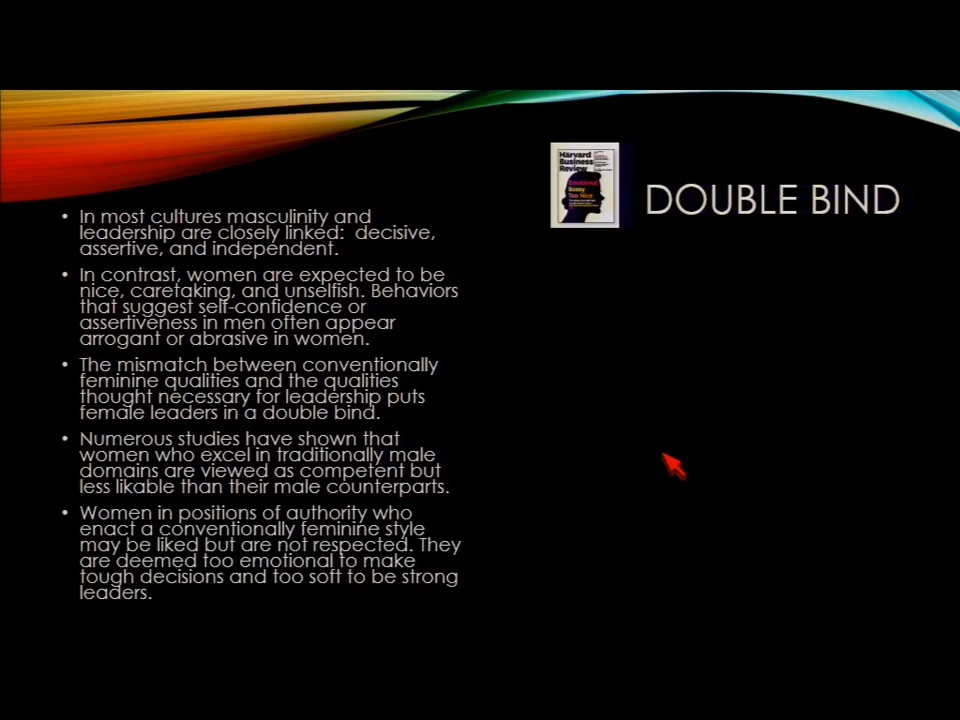 Harvard
Business
Review
Emotional
Bossy
Too Nice
DOUBLE BIND
• In most cultures masculinity and
leadership are closely linked:  decisive,
assertive, and independent.
• In contrast, women are expected to be
nice, caretaking, and unselfish. Behaviors
that suggest self-confidence or
assertiveness in men often appear
arrogant or abrasive in women.
• The mismatch between conventionally
feminine qualities and the qualities
thought necessary for leadership puts
female leaders in a double bind.
• Numerous studies have shown that
women who excel in traditionally male
domains are viewed as competent but
less likable than their male counterparts.
• Women in positions of authority who
enact a conventionally feminine style
may be liked but are not respected. They
are deemed too emotional to make
tough decisions and too soft to be strong
leaders.